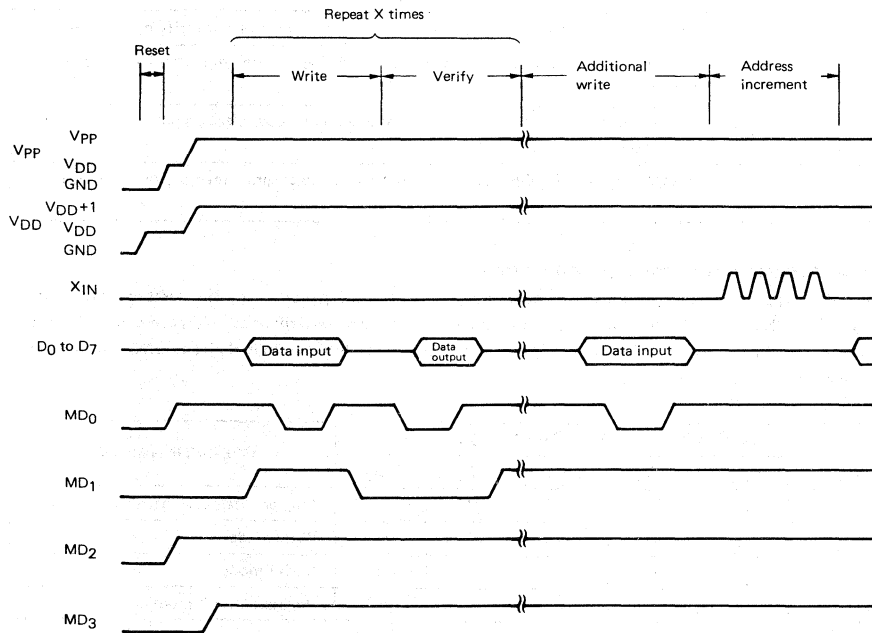 Repeat X times
Reset
Write
Verify
Additional write
Address increment
VPP
VPP
VDD
GND
VDD
VDD+1
VDD
GND
XIN
D0 to D7
Data input
Data output
Data input
MD0
MD1
MD2
MD3